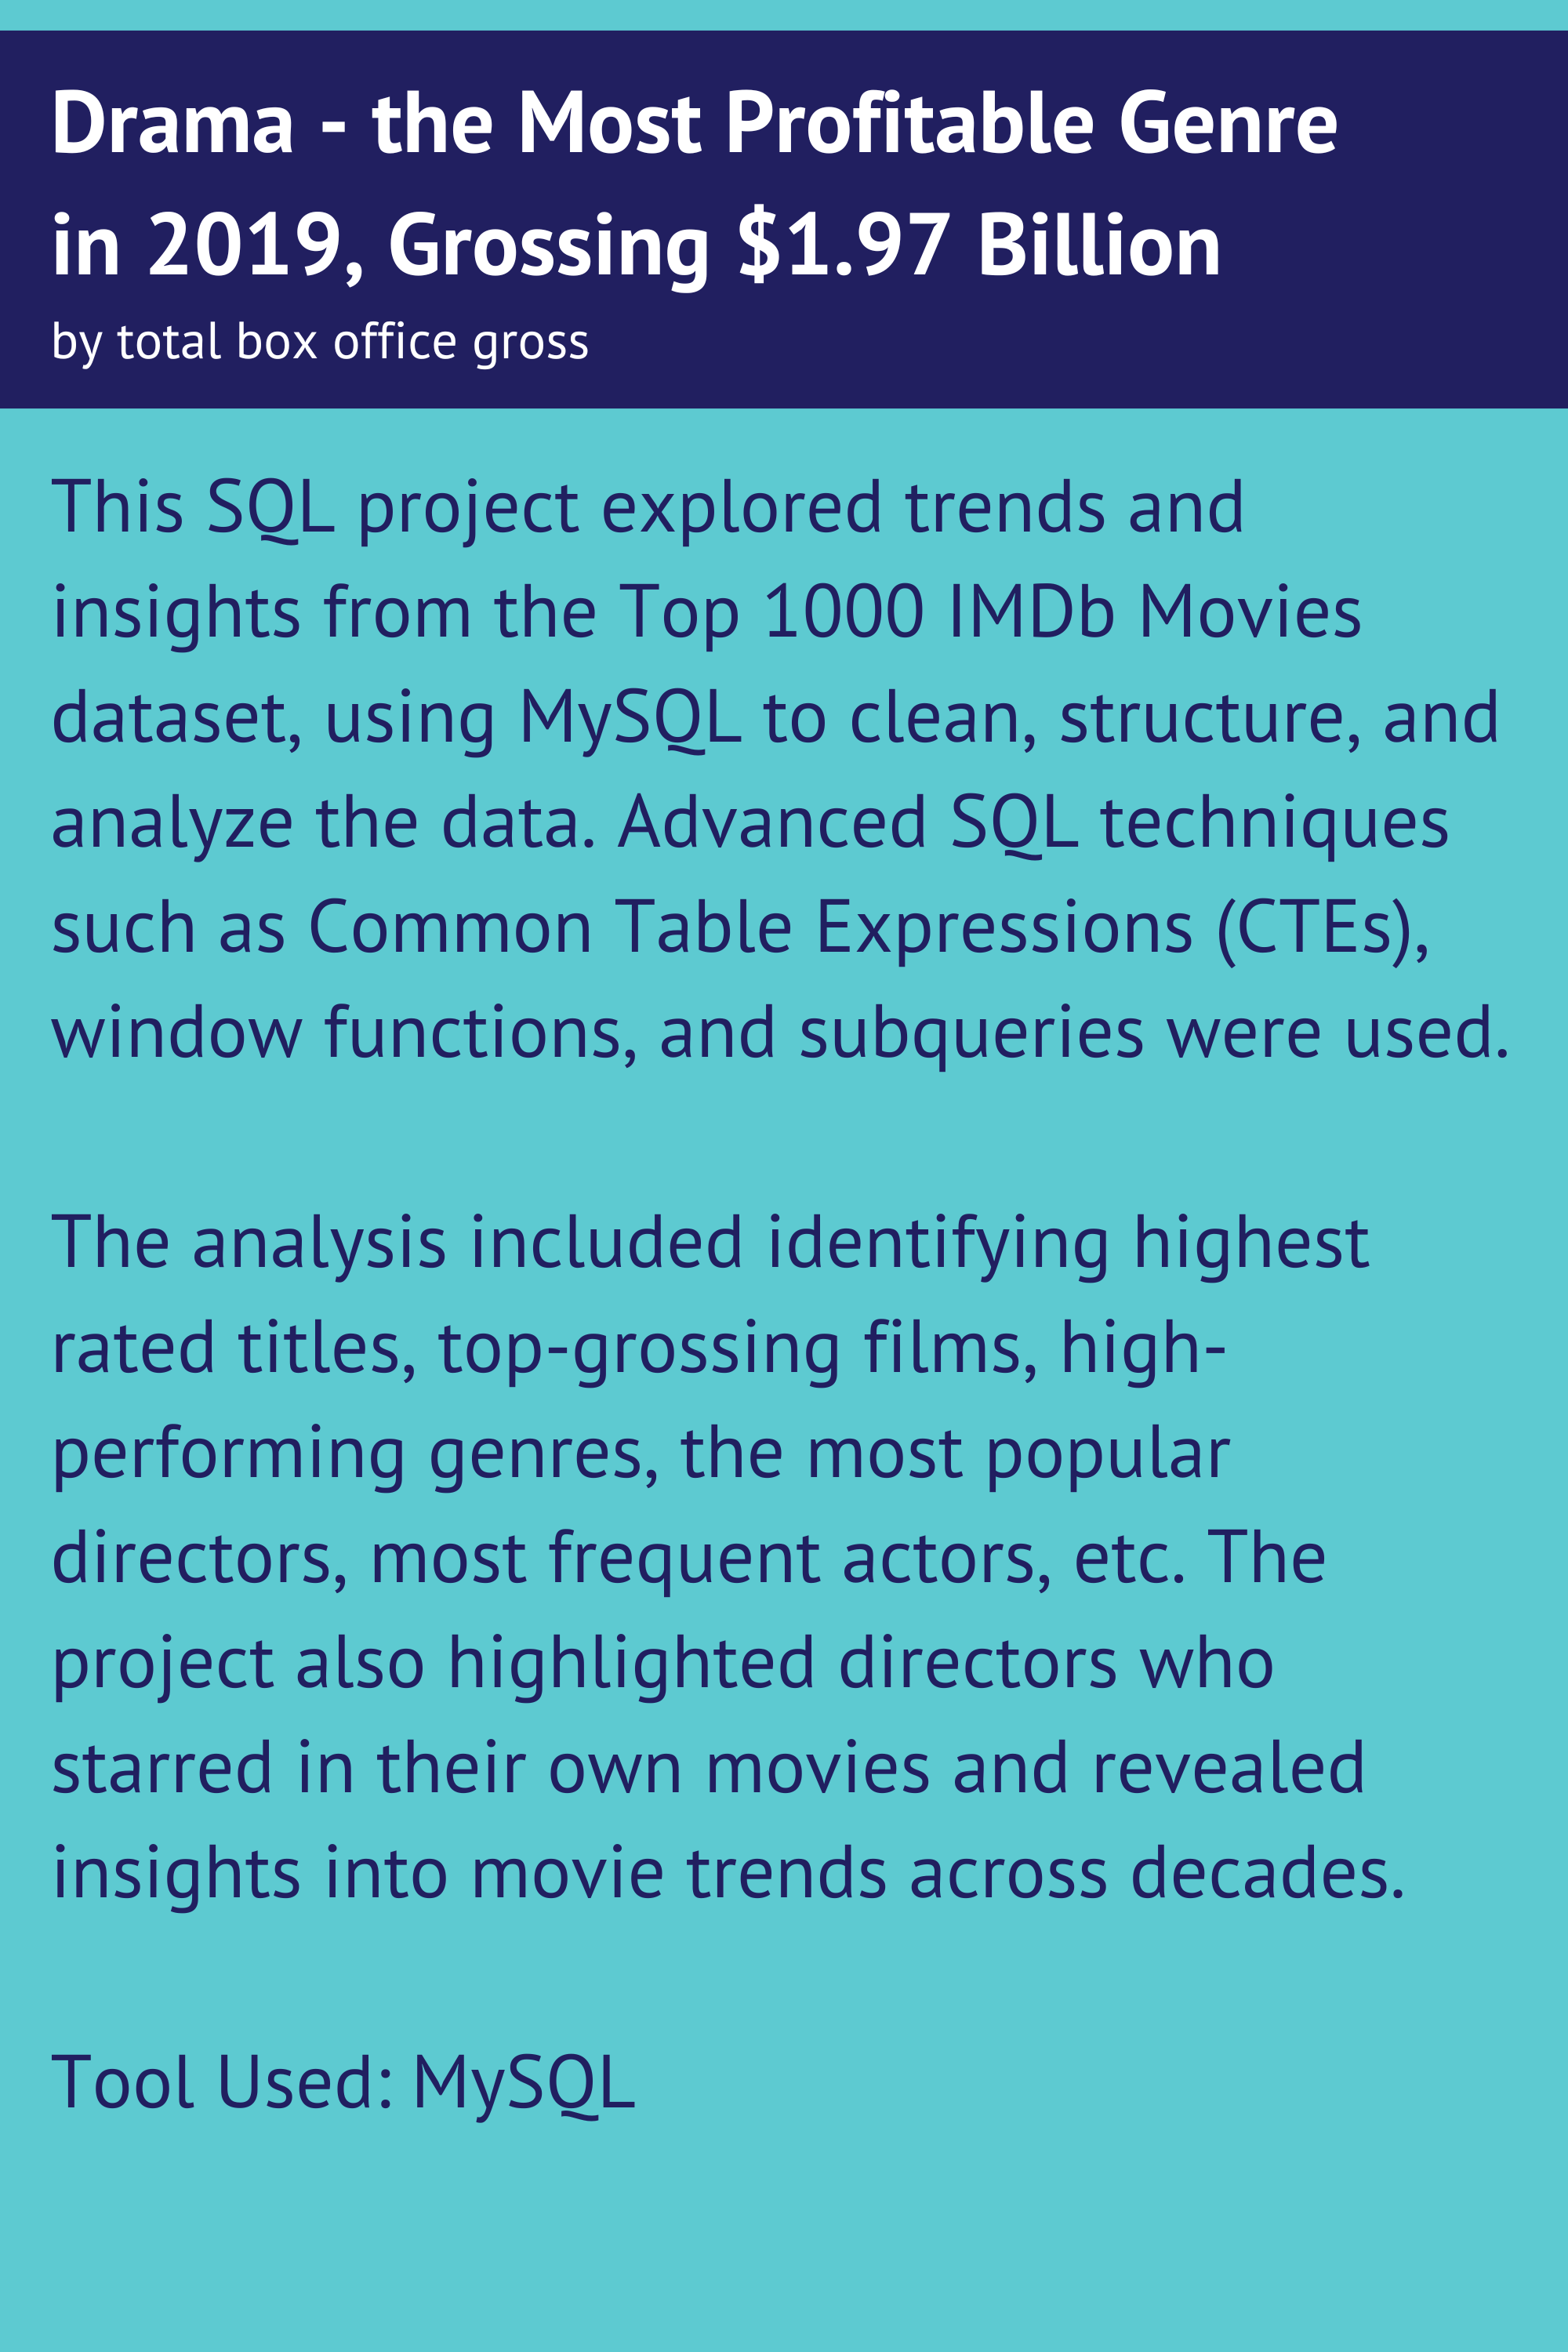 Drama - the Most Profitable Genre
in 2019, Grossing $1.97 Billion
by total box office gross
This SQL project explored trends and
insights from the Top 1000 IMDb Movies
dataset, using MySQL to clean, structure, and
analyze the data. Advanced SQL techniques
such as Common Table Expressions (CTEs),
window functions, and subqueries were used.
The analysis included identifying highest
rated titles, top-grossing films, high-
performing genres, the most popular
directors, most frequent actors, etc. The
project also highlighted directors who
starred in their own movies and revealed
insights into movie trends across decades.
Tool Used: MySQL